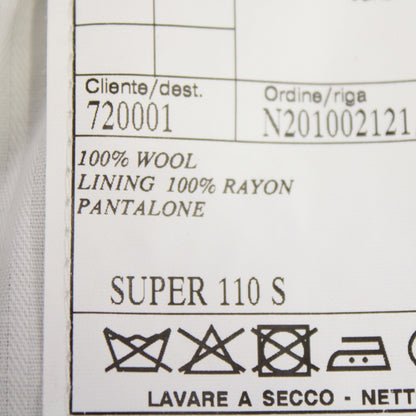 Cliente/dest. Ordine/riga
720001 N201002121
100% WOOL
LINING 100% RAYON
PANTALONE
SUPER 110 S
LAVARE A SECCO - NETT